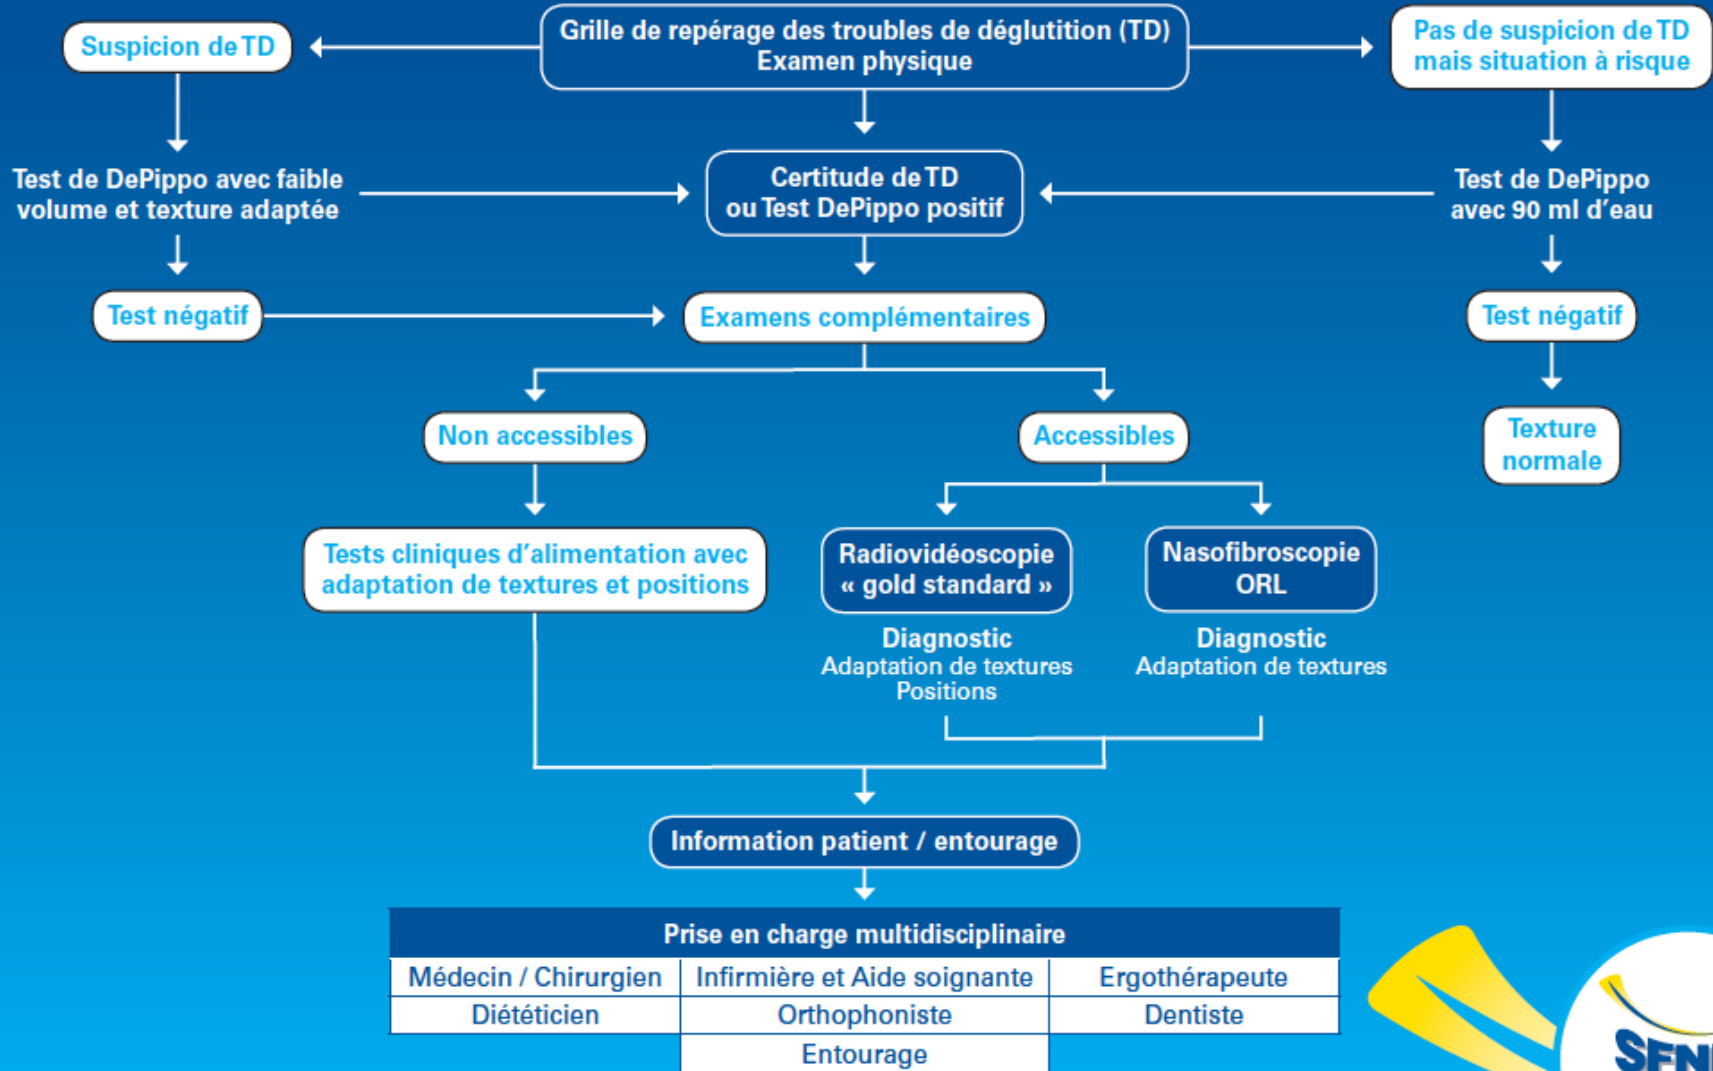 Grille de repérage des troubles de déglutition (TD)
Examen physique
Suspicion de TD
Pas de suspicion de TD
mais situation à risque
Test de DePippo avec faible
volume et texture adaptée
Certitude de TD
ou Test DePippo positif
Test de DePippo
avec 90 ml d'eau
Test négatif
Examens complémentaires
Test négatif
Non accessibles
Accessibles
Texture
normale
Tests cliniques d'alimentation avec
adaptation de textures et positions
Radiovidéoscopie
« gold standard »
Nasofibroscopie
ORL
Diagnostic
Adaptation de textures
Positions
Diagnostic
Adaptation de textures
Information patient / entourage
Prise en charge multidisciplinaire
Médecin / Chirurgien
Infirmière et Aide soignante
Ergothérapeute
Diététicien
Orthophoniste
Dentiste
Entourage